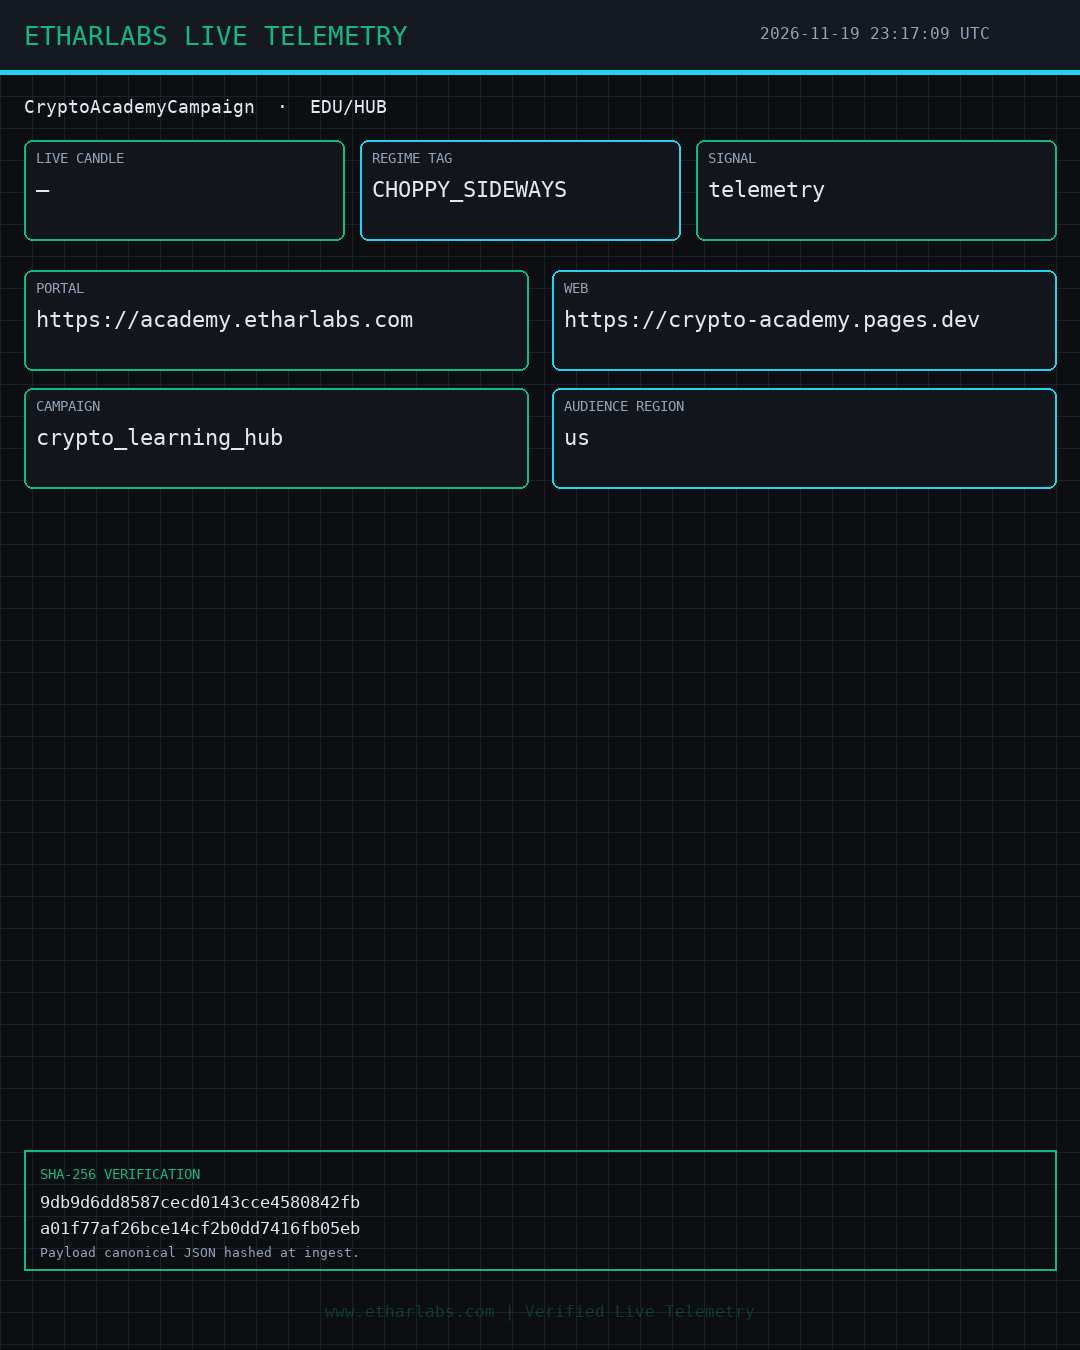 ETHARLABS LIVE TELEMETRY
2026-11-19 23:17:09 UTC
CryptoAcademyCampaign · EDU/HUB
LIVE CANDLE
—
REGIME TAG
CHOPPY_SIDEWAYS
SIGNAL
telemetry
PORTAL
https://academy.etharlabs.com
WEB
https://crypto-academy.pages.dev
CAMPAIGN
crypto_learning_hub
AUDIENCE REGION
us
SHA-256 VERIFICATION
9db9d6dd8587cecd0143cce4580842fb
a01f77af26bce14cf2b0dd7416fb05eb
Payload canonical JSON hashed at ingest.
www.etharlabs.com | Verified Live Telemetry